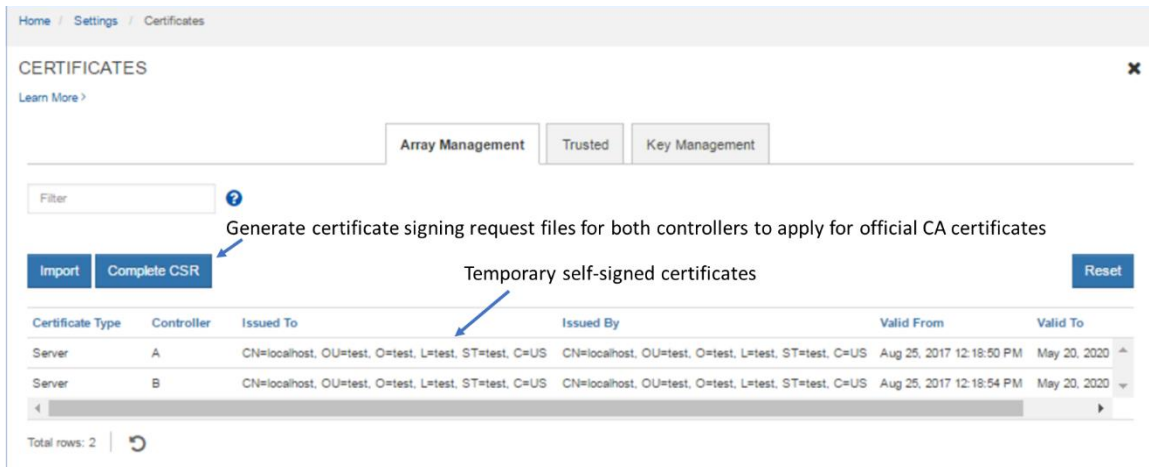 Home / Settings / Certificates
CERTIFICATES
Learn More >
Array Management Trusted Key Management
Filter ?
Generate certificate signing request files for both controllers to apply for official CA certificates
Import Complete CSR Temporary self-signed certificates Reset
Certificate Type Controller Issued To Issued By Valid From Valid To
Server A CN=localhost, OU=test, O=test, L=test, ST=test, C=US CN=localhost, OU=test, O=test, L=test, ST=test, C=US Aug 25, 2017 12:18:50 PM May 20, 2020
Server B CN=localhost, OU=test, O=test, L=test, ST=test, C=US CN=localhost, OU=test, O=test, L=test, ST=test, C=US Aug 25, 2017 12:18:54 PM May 20, 2020
Total rows: 2